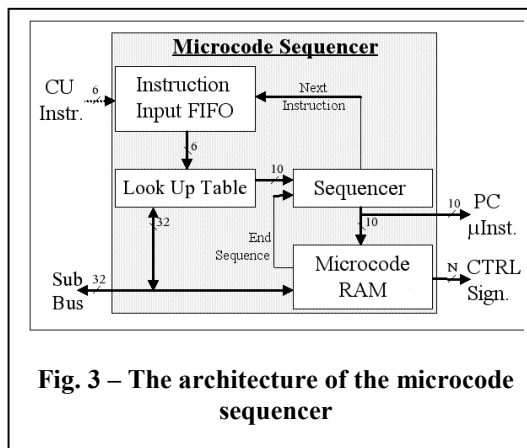 Microcode Sequencer
CU
Instr.
6
Instruction
Input FIFO
Next
Instruction
6
Look Up Table
10
Sequencer
10
PC
µInst.
32
End
Sequence
10
Sub
Bus
32
Microcode
RAM
N
CTRL
Sign.
Fig. 3 – The architecture of the microcode
sequencer